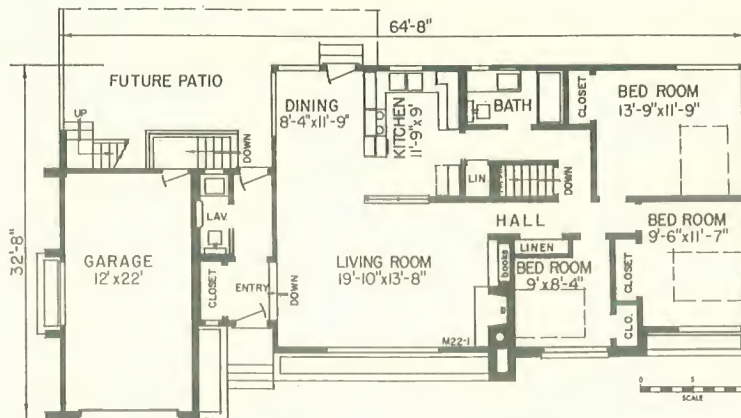 64'-8"
FUTURE PATIO
UP
DOWN
DINING
8'-4"x11'-9"
KITCHEN
11'-9"x 9'
BATH
CLOSET
BED ROOM
13'-9"x11'-9"
LIN.
DOWN
32'-8"
LAV.
GARAGE
12'x22'
CLOSET
ENTRY
DOWN
LIVING ROOM
19'-10"x13'-8"
HALL
books
LINEN
BED ROOM
9'x8'-4"
CLOSET
CLO.
BED ROOM
9'-6"x11'-7"
M22-1
0 5
SCALE